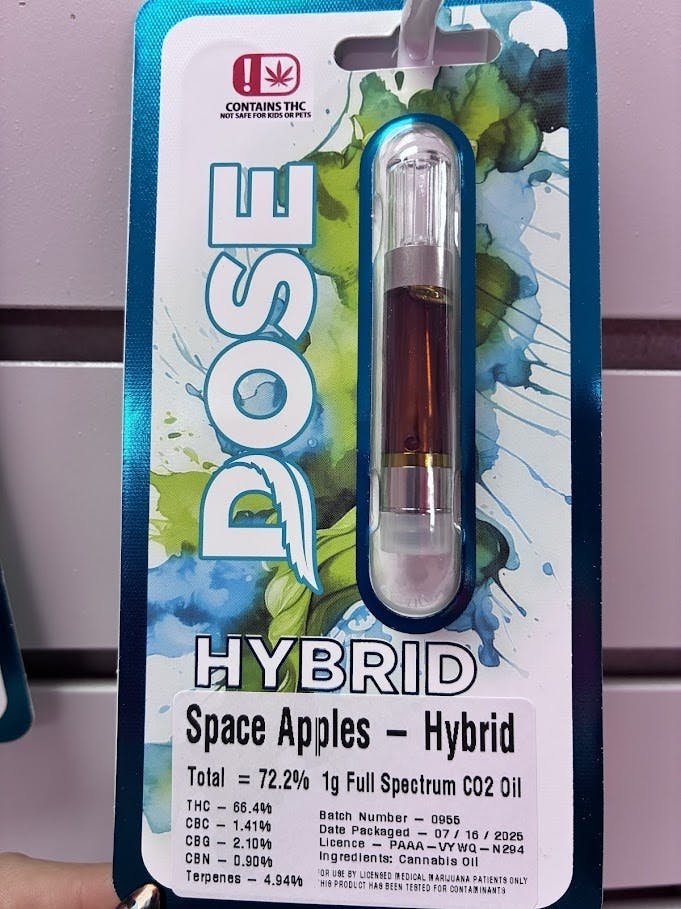 CONTAINS THC
NOT SAFE FOR KIDS OR PETS
DOSE
HYBRID
Space Apples – Hybrid
Total = 72.2% 1g Full Spectrum CO2 Oil
THC – 66.4%
CBC – 1.41%
CBG – 2.10%
CBN – 0.90%
Terpenes – 4.94%
Batch Number – 0955
Date Packaged – 07 / 16 / 2025
Licence – PAAA–VYWQ–N294
Ingredients: Cannabis Oil
FOR USE BY LICENSED MEDICAL MARIJUANA PATIENTS ONLY
THIS PRODUCT HAS BEEN TESTED FOR CONTAMINANTS